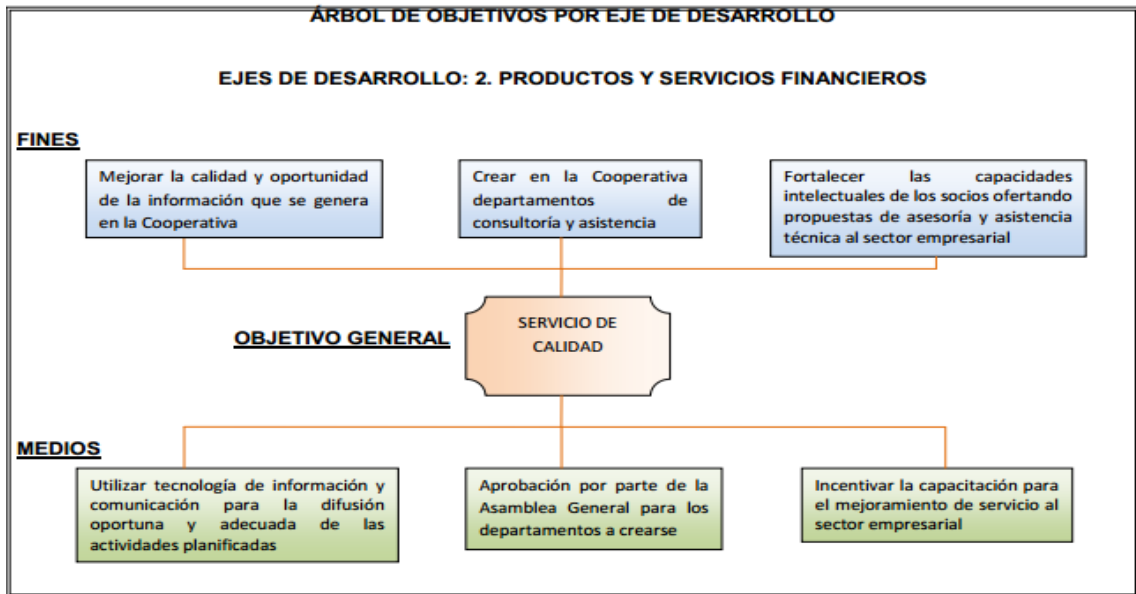 ÁRBOL DE OBJETIVOS POR EJE DE DESARROLLO
EJES DE DESARROLLO: 2. PRODUCTOS Y SERVICIOS FINANCIEROS
FINES
Mejorar la calidad y oportunidad
de la información que se genera
en la Cooperativa
Crear en la Cooperativa
departamentos de
consultoría y asistencia
Fortalecer las capacidades
intelectuales de los socios ofertando
propuestas de asesoría y asistencia
técnica al sector empresarial
OBJETIVO GENERAL
SERVICIO DE
CALIDAD
MEDIOS
Utilizar tecnología de información y
comunicación para la difusión
oportuna y adecuada de las
actividades planificadas
Aprobación por parte de la
Asamblea General para los
departamentos a crearse
Incentivar la capacitación para
el mejoramiento de servicio al
sector empresarial